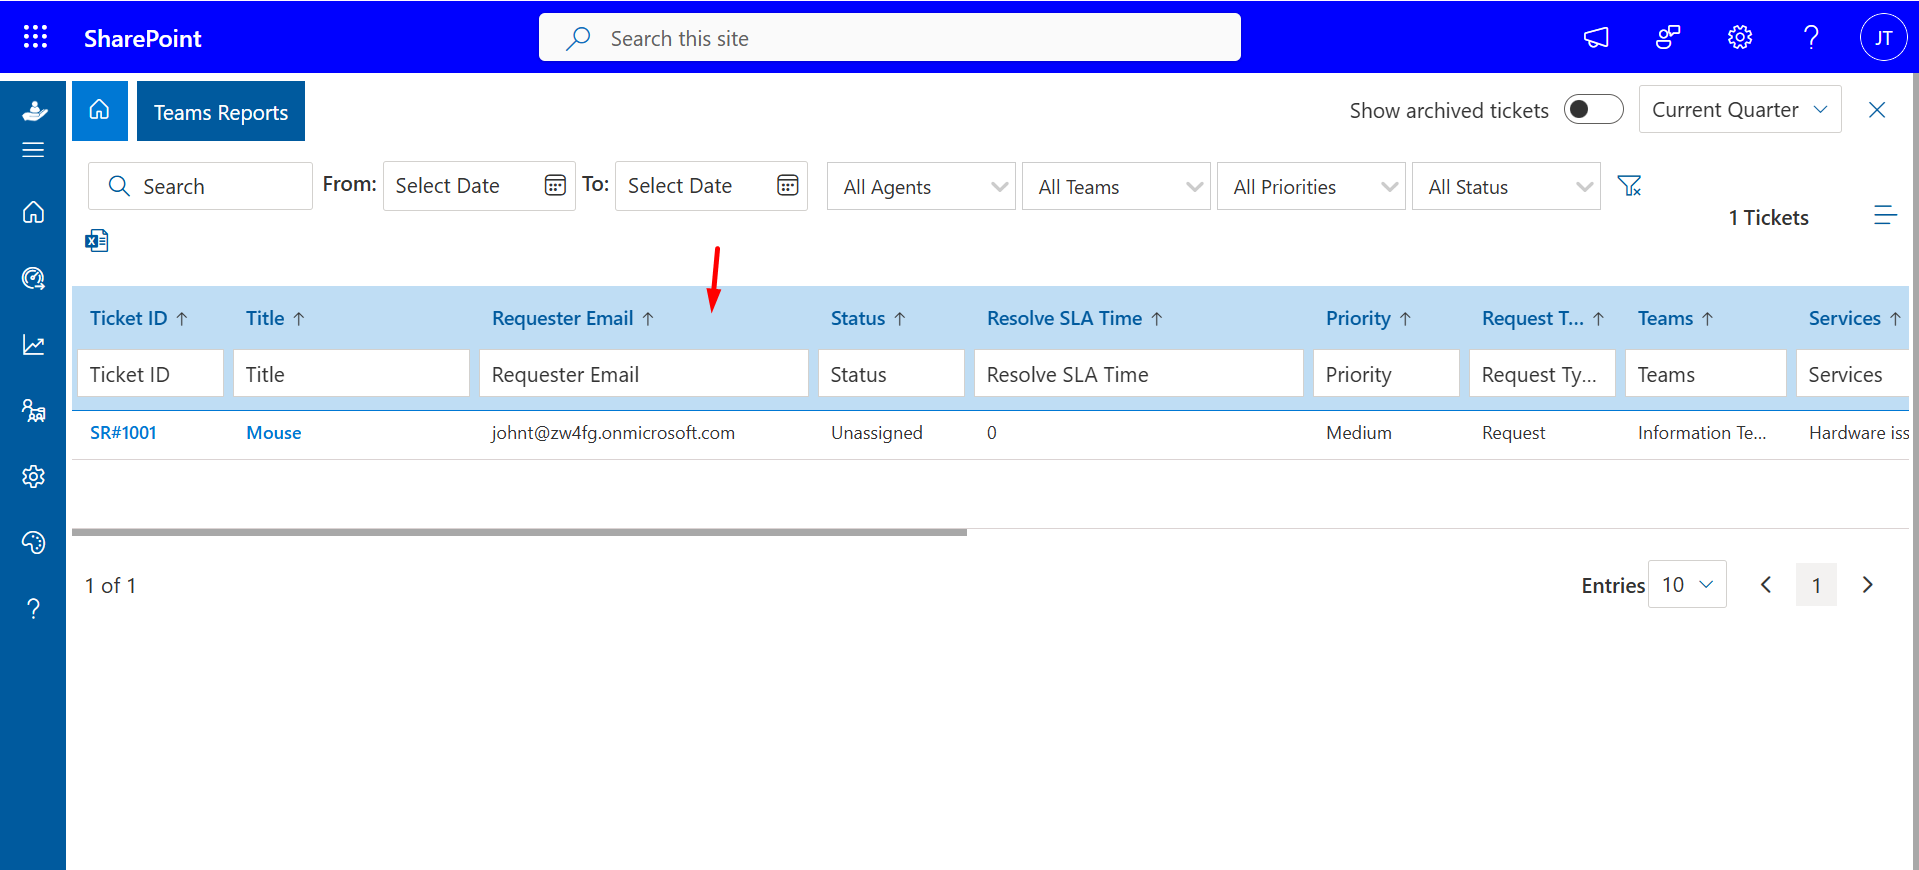 SharePoint
Search this site
JT
Teams Reports
Show archived tickets
Current Quarter
Search
From:
Select Date
To:
Select Date
All Agents
All Teams
All Priorities
All Status
1 Tickets
Ticket ID ↑ Title ↑ Requester Email ↑ Status ↑ Resolve SLA Time ↑ Priority ↑ Request T... ↑ Teams ↑ Services ↑
Ticket ID Title Requester Email Status Resolve SLA Time Priority Request Ty... Teams Services
SR#1001 Mouse johnt@zw4fg.onmicrosoft.com Unassigned 0 Medium Request Information Te... Hardware iss
1 of 1
Entries 10 1